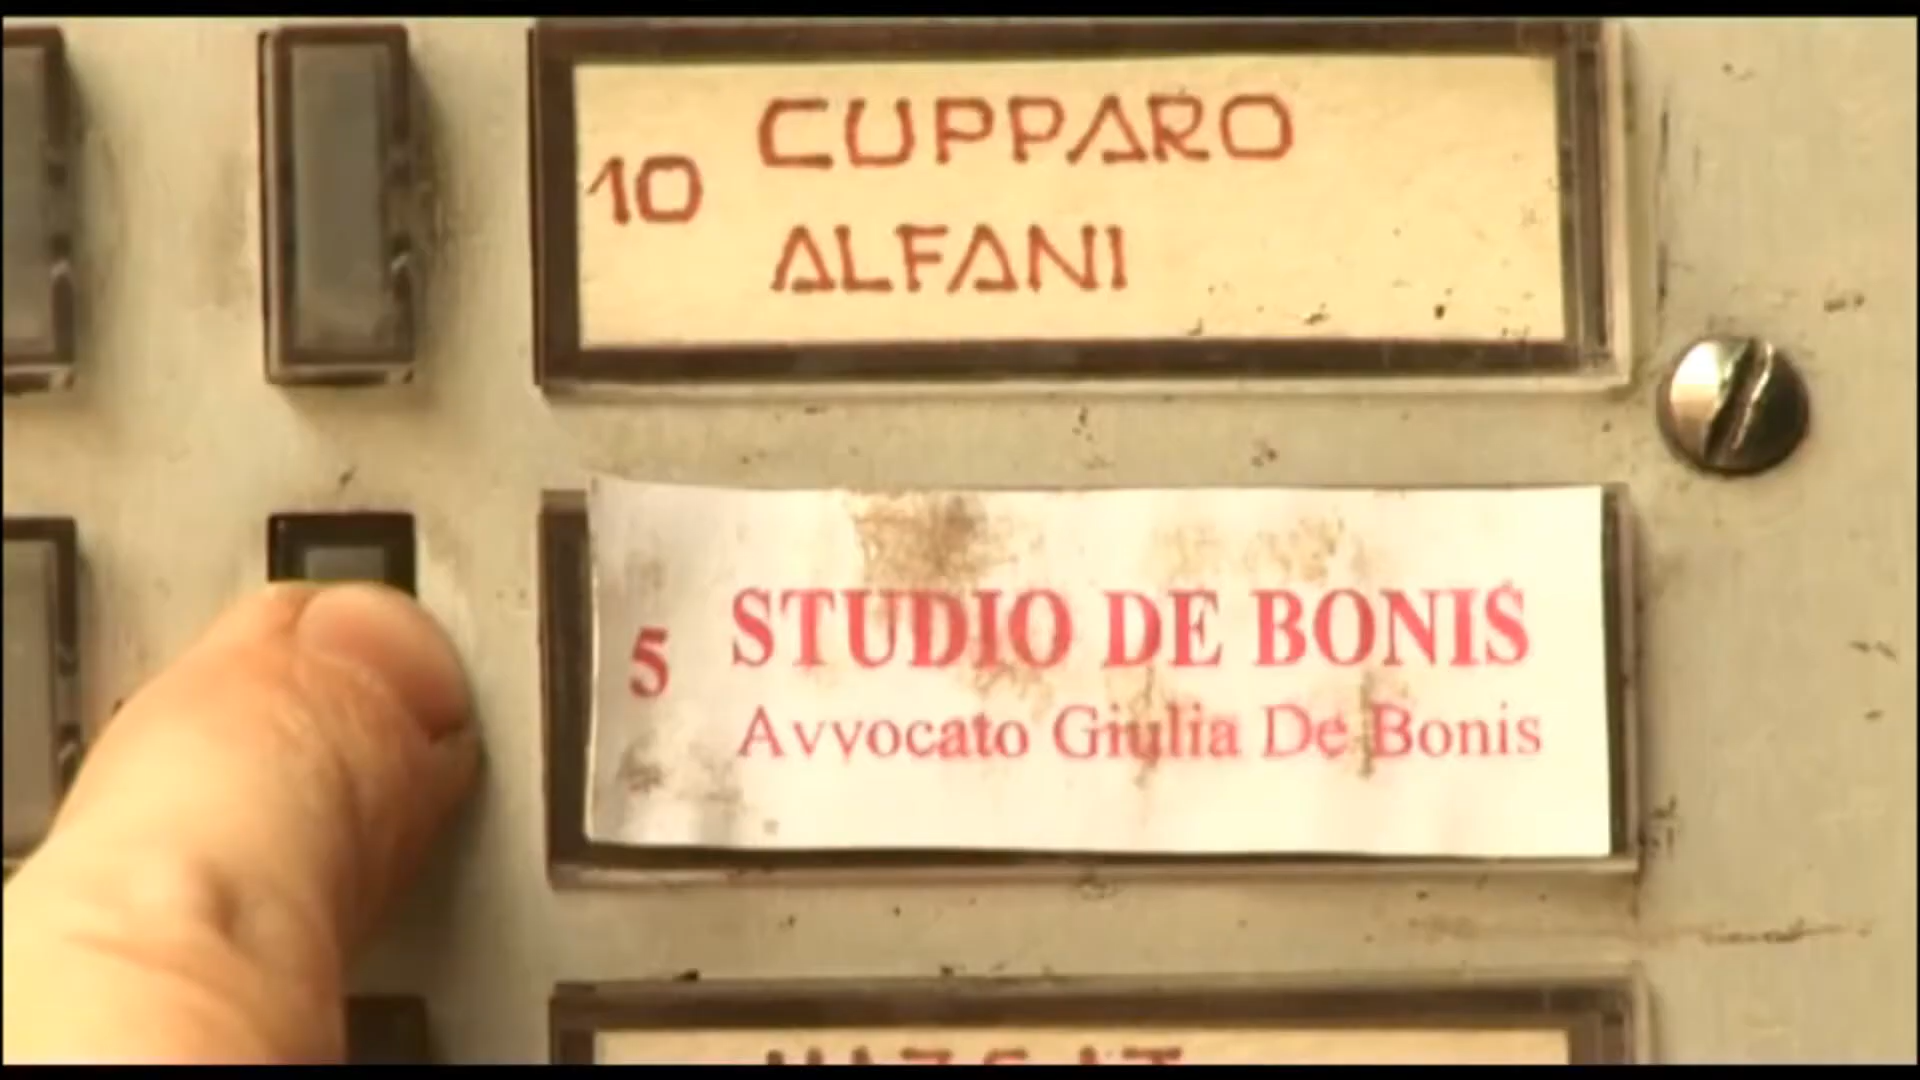 10 CUPPARO
ALFANI
5 STUDIO DE BONIS
Avvocato Giulia De Bonis